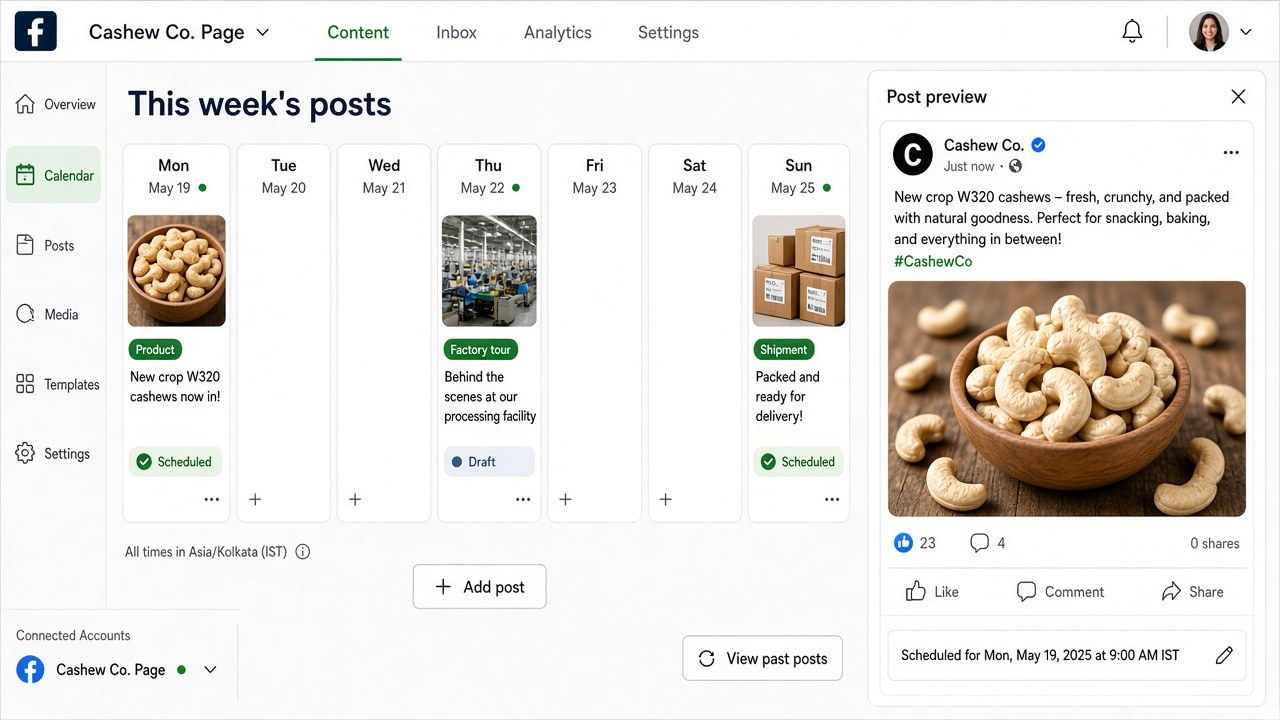 Cashew Co. Page
Content
Inbox
Analytics
Settings
Overview
Calendar
Posts
Media
Templates
Settings
This week's posts
Mon
May 19
Product
New crop W320
cashews now in!
Scheduled
Tue
May 20
Wed
May 21
Thu
May 22
Factory tour
Behind the
scenes at our
processing facility
Draft
Fri
May 23
Sat
May 24
Sun
May 25
Shipment
Packed and
ready for
delivery!
Scheduled
All times in Asia/Kolkata (IST)
Add post
View past posts
Connected Accounts
Cashew Co. Page
Post preview
C
Cashew Co.
Just now ·
New crop W320 cashews – fresh, crunchy, and packed
with natural goodness. Perfect for snacking, baking,
and everything in between!
#CashewCo
23
4
0 shares
Like
Comment
Share
Scheduled for Mon, May 19, 2025 at 9:00 AM IST